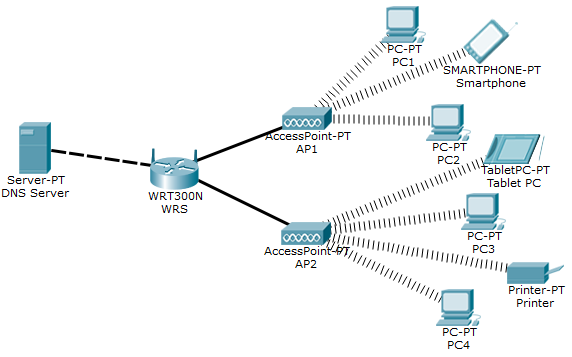 PC-PT
PC1
SMARTPHONE-PT
Smartphone
AccessPoint-PT
AP1
PC-PT
PC2
Server-PT
DNS Server
WRT300N
WRS
TabletPC-PT
Tablet PC
PC-PT
PC3
AccessPoint-PT
AP2
Printer-PT
Printer
PC-PT
PC4